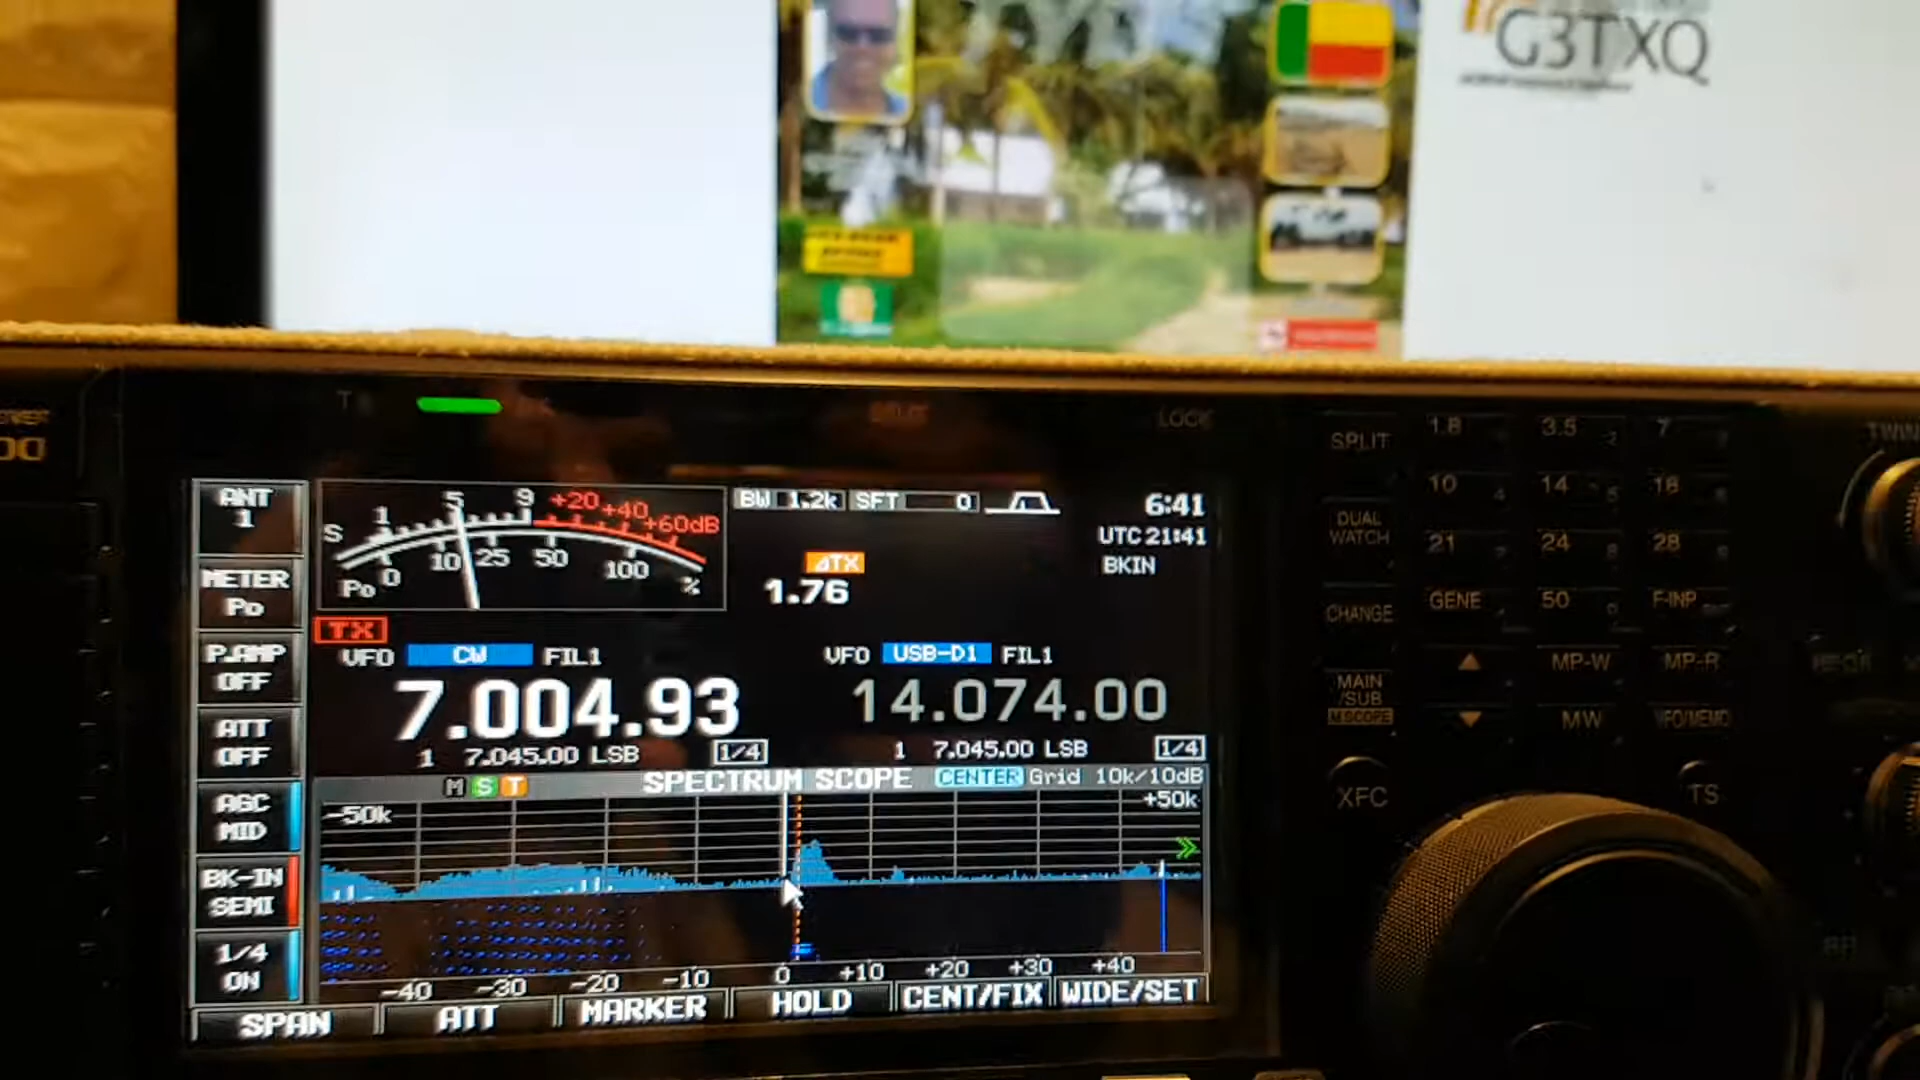 G3TXQ
LOCK
ANT
1
METER
Po
P.AMP
OFF
ATT
OFF
AGC
MID
BK-IN
SEMI
1/4
ON
S 1 5 9 +20 +40 +60dB
Po 0 10 25 50 100 %
BW 1.2k SFT 0
6:41
UTC 21:41
BKIN
⊿TX
1.76
TX
VFO CW FIL1
7.004.93
1 7.045.00 LSB 1/4
VFO USB-D1 FIL1
14.074.00
1 7.045.00 LSB 1/4
M S T SPECTRUM SCOPE CENTER Grid 10k/10dB
-50k +50k
-40 -30 -20 -10 0 +10 +20 +30 +40
SPAN ATT MARKER HOLD CENT/FIX WIDE/SET
SPLIT
1.8 3.5 7
10 14 18
DUAL
WATCH
21 24 28
CHANGE
GENE 50 F-INP
MAIN
/SUB
M.SCOPE
MP-W MP-R
MW VFO/MEMO
XFC TS